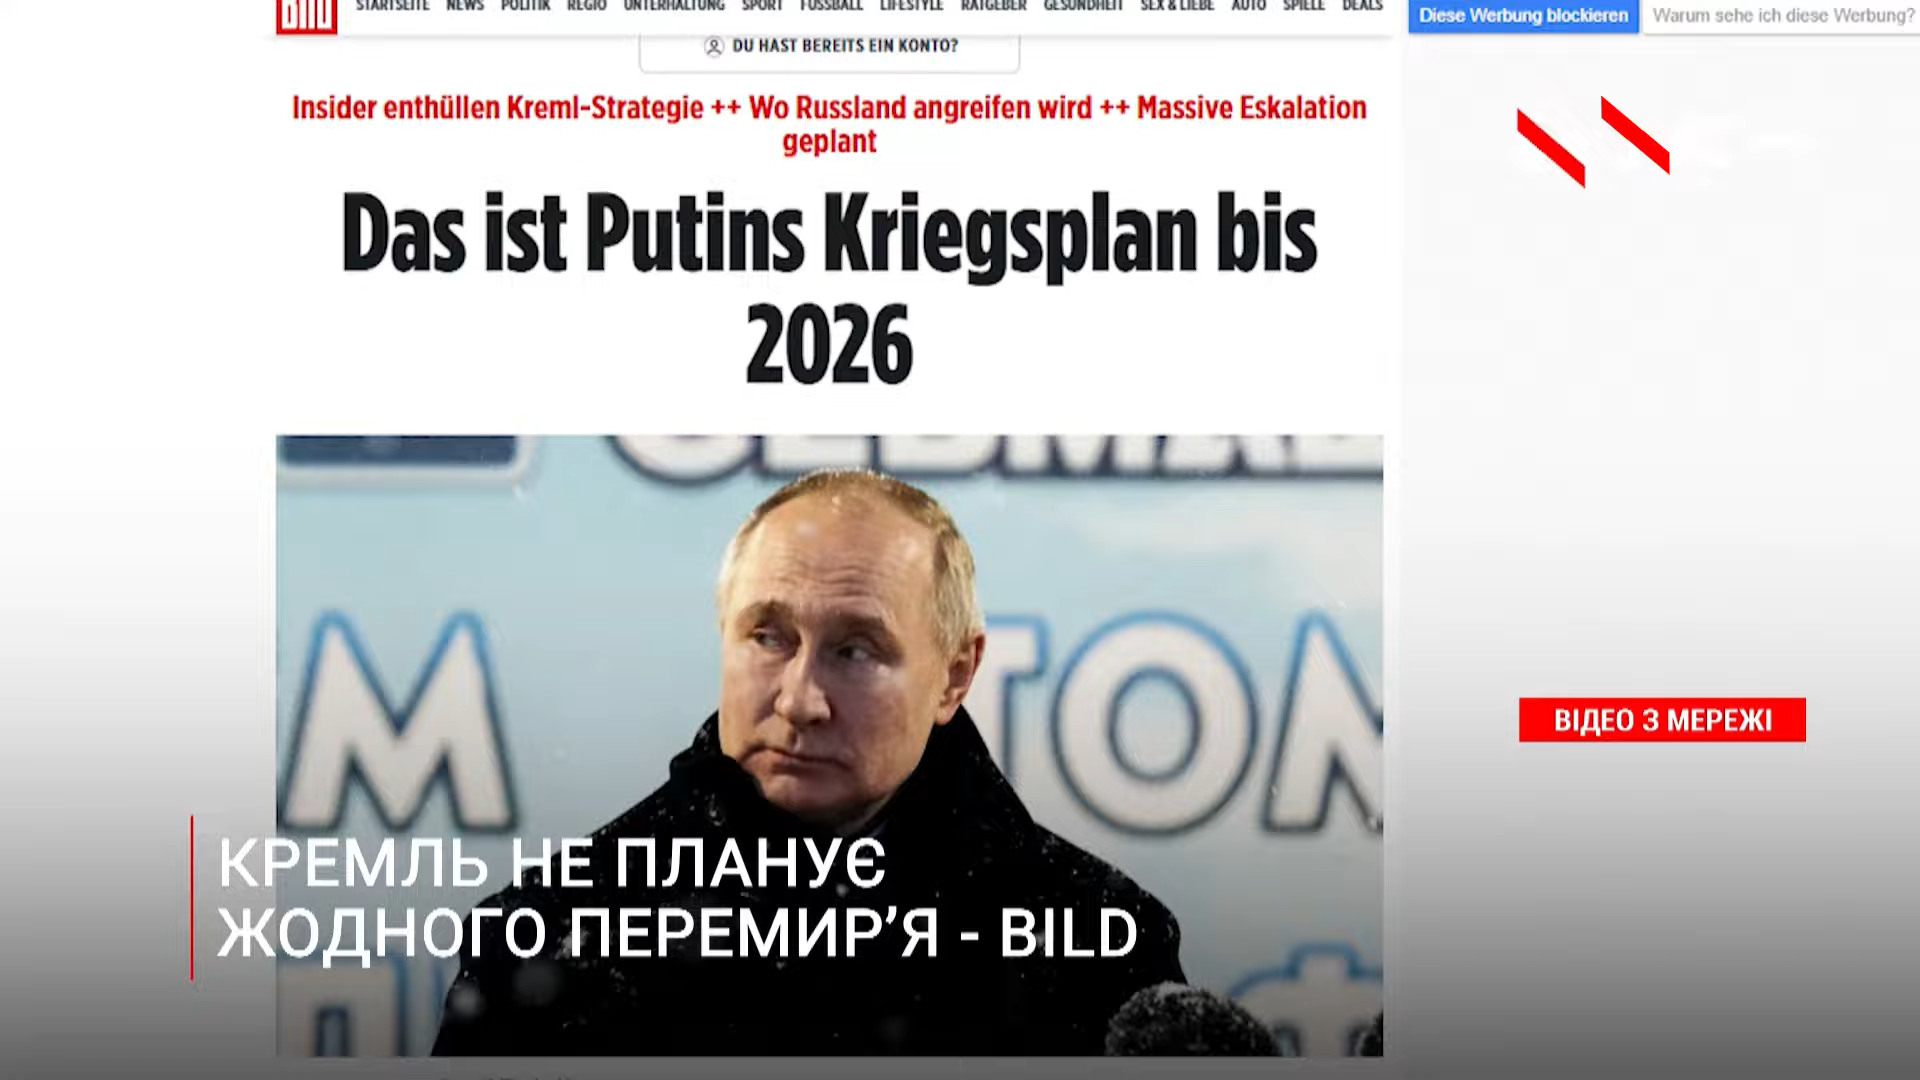 BILD
STARTSEITE NEWS POLITIK REGIO UNTERHALTUNG SPORT FUSSBALL LIFESTYLE RATGEBER GESUNDHEIT SEX & LIEBE AUTO SPIELE DEALS
Diese Werbung blockieren Warum sehe ich diese Werbung?
DU HAST BEREITS EIN KONTO?
Insider enthüllen Kreml-Strategie ++ Wo Russland angreifen wird ++ Massive Eskalation
geplant
Das ist Putins Kriegsplan bis
2026
М ТОМ
ВІДЕО З МЕРЕЖІ
КРЕМЛЬ НЕ ПЛАНУЄ
ЖОДНОГО ПЕРЕМИР’Я - BILD